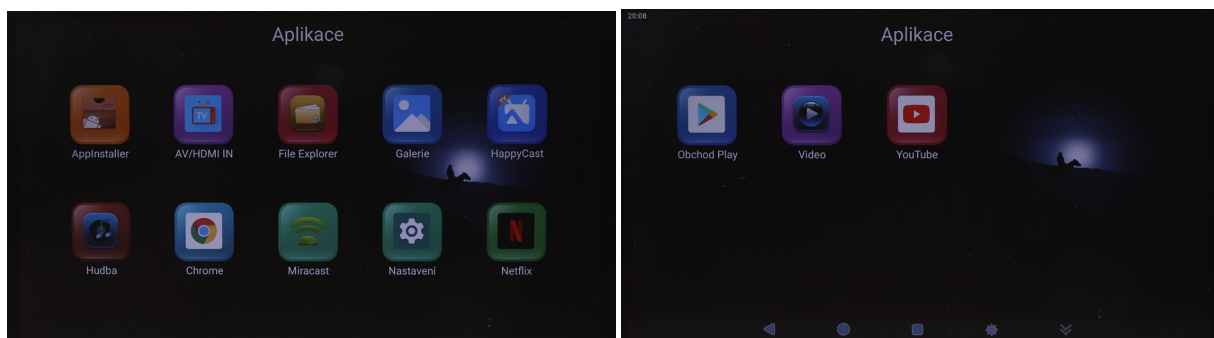 Aplikace
AppInstaller
AV/HDMI IN
File Explorer
Galerie
HappyCast
Hudba
Chrome
Miracast
Nastavení
Netflix
20:08
Aplikace
Obchod Play
Video
YouTube